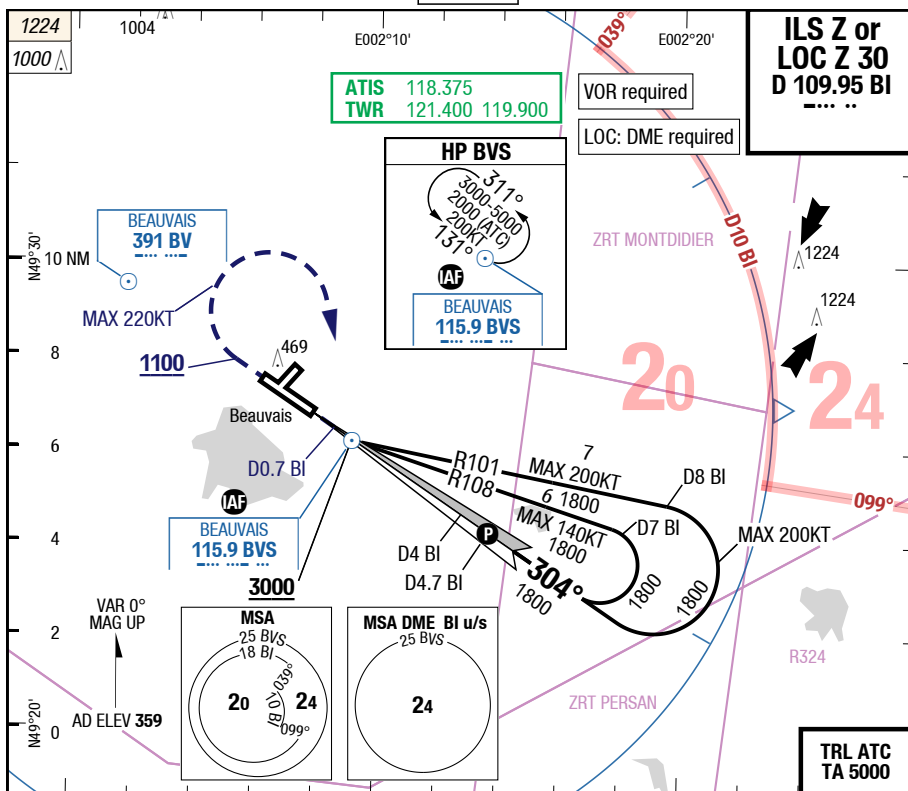 1224
1000
1004
E002°10'
039°
E002°20'
ILS Z or
LOC Z 30
D 109.95 BI
ATIS 118.375
TWR 121.400 119.900
VOR required
LOC: DME required
HP BVS
311°
3000-5000
2000 (ATC)
200KT
131°
IAF
BEAUVAIS
115.9 BVS
BEAUVAIS
391 BV
N49°30'
10 NM
MAX 220KT
1100
8
469
Beauvais
ZRT MONTDIDIER
D10 BI
1224
1224
20
24
6
D0.7 BI
IAF
BEAUVAIS
115.9 BVS
3000
R101
7
MAX 200KT
R108
6 1800
MAX 140KT
1800
D8 BI
D7 BI
099°
MAX 200KT
4
D4 BI
P
D4.7 BI
304°
1800
1800
1800
VAR 0°
MAG UP
2
AD ELEV 359
N49°20'
0
MSA
25 BVS
18 BI
039°
20
24
10 BI
099°
MSA DME BI u/s
25 BVS
24
R324
ZRT PERSAN
TRL ATC
TA 5000